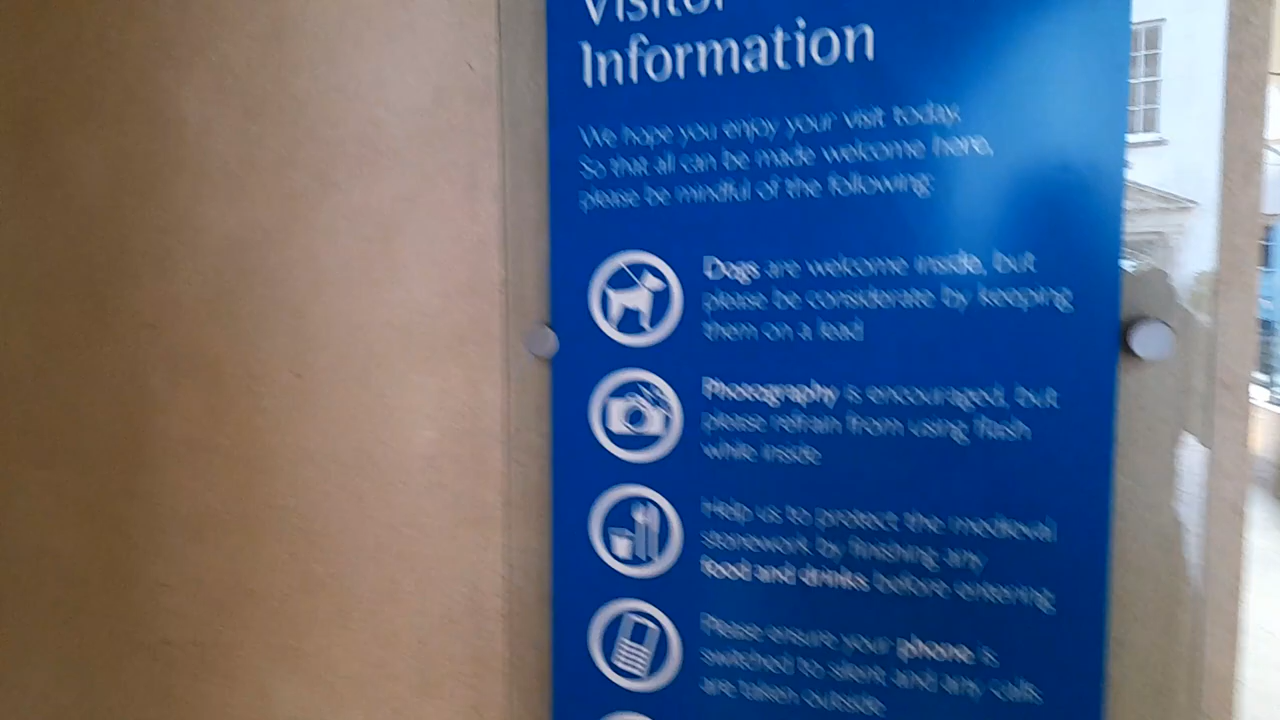 Visitor
Information
We hope you enjoy your visit today.
So that all can be made welcome here,
please be mindful of the following:
Dogs are welcome inside, but
please be considerate by keeping
them on a lead
Photography is encouraged, but
please refrain from using flash
while inside
Help us to protect the medieval
stonework by finishing any
food and drinks before entering
Please ensure your phone is
switched to silent and any calls
are taken outside